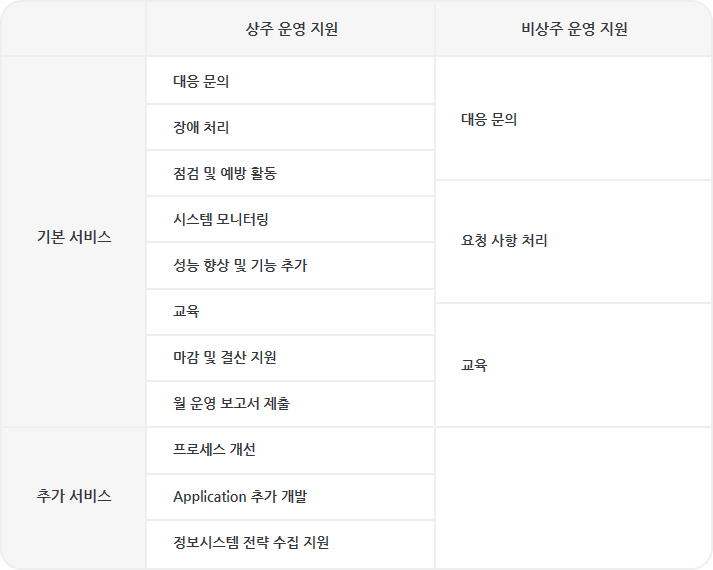 상주 운영 지원
비상주 운영 지원
기본 서비스
대응 문의
장애 처리
점검 및 예방 활동
시스템 모니터링
성능 향상 및 기능 추가
교육
마감 및 결산 지원
월 운영 보고서 제출
대응 문의
요청 사항 처리
교육
추가 서비스
프로세스 개선
Application 추가 개발
정보시스템 전략 수집 지원